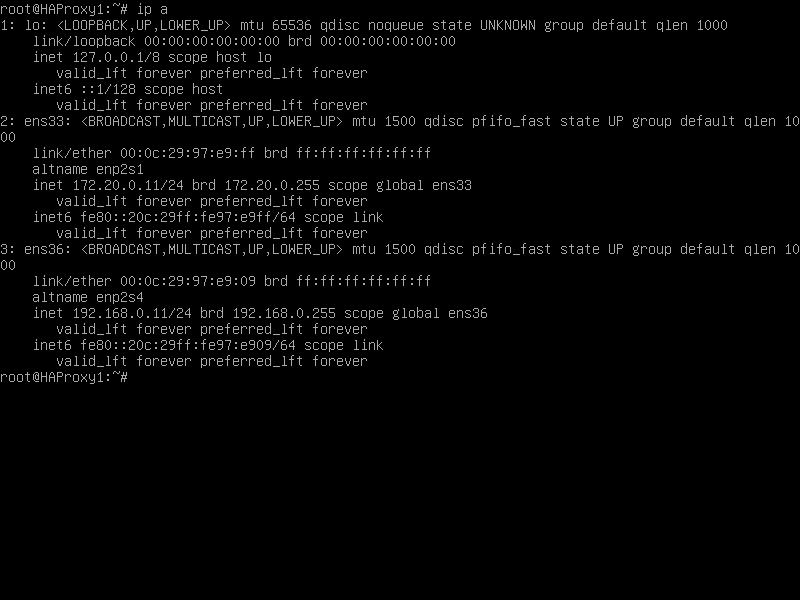 root@HAProxy1:~# ip a
1: lo: <LOOPBACK,UP,LOWER_UP> mtu 65536 qdisc noqueue state UNKNOWN group default qlen 1000
    link/loopback 00:00:00:00:00:00 brd 00:00:00:00:00:00
    inet 127.0.0.1/8 scope host lo
       valid_lft forever preferred_lft forever
    inet6 ::1/128 scope host
       valid_lft forever preferred_lft forever
2: ens33: <BROADCAST,MULTICAST,UP,LOWER_UP> mtu 1500 qdisc pfifo_fast state UP group default qlen 10
00
    link/ether 00:0c:29:97:e9:ff brd ff:ff:ff:ff:ff:ff
    altname enp2s1
    inet 172.20.0.11/24 brd 172.20.0.255 scope global ens33
       valid_lft forever preferred_lft forever
    inet6 fe80::20c:29ff:fe97:e9ff/64 scope link
       valid_lft forever preferred_lft forever
3: ens36: <BROADCAST,MULTICAST,UP,LOWER_UP> mtu 1500 qdisc pfifo_fast state UP group default qlen 10
00
    link/ether 00:0c:29:97:e9:09 brd ff:ff:ff:ff:ff:ff
    altname enp2s4
    inet 192.168.0.11/24 brd 192.168.0.255 scope global ens36
       valid_lft forever preferred_lft forever
    inet6 fe80::20c:29ff:fe97:e909/64 scope link
       valid_lft forever preferred_lft forever
root@HAProxy1:~#